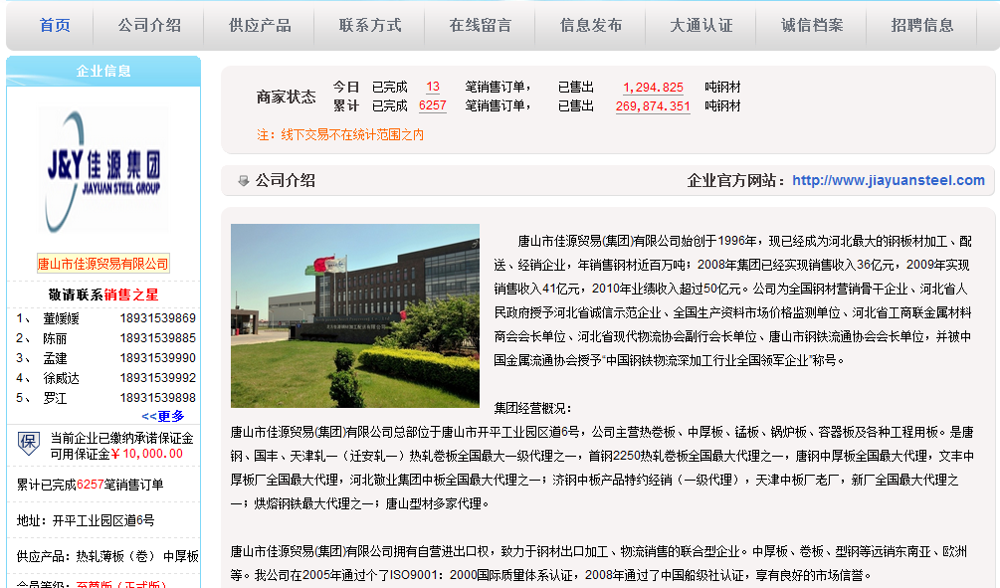 首页 公司介绍 供应产品 联系方式 在线留言 信息发布 大通认证 诚信档案 招聘信息
企业信息
J&Y 佳源集团
JIAYUAN STEEL GROUP
唐山市佳源贸易有限公司
敬请联系销售之星
1、 董媛媛 18931539869
2、 陈丽 18931539885
3、 孟建 18931539990
4、 徐威达 18931539992
5、 罗江 18931539898
<<更多
保 当前企业已缴纳承诺保证金
可用保证金￥10,000.00
累计已完成6257笔销售订单
地址：开平工业园区道6号
供应产品：热轧薄板（卷） 中厚板
会员等级：至尊版（正式版）
商家状态
今日 已完成 13 笔销售订单， 已售出 1,294.825 吨钢材
累计 已完成 6257 笔销售订单， 已售出 269,874.351 吨钢材
注：线下交易不在统计范围之内
公司介绍 企业官方网站：http://www.jiayuansteel.com
唐山市佳源贸易(集团)有限公司始创于1996年，现已经成为河北最大的钢板材加工、配
送、经销企业，年销售钢材近百万吨；2008年集团已经实现销售收入36亿元，2009年实现
销售收入41亿元，2010年业绩收入超过50亿元。公司为全国钢材营销骨干企业、河北省人
民政府授予河北省诚信示范企业、全国生产资料市场价格监测单位、河北省工商联金属材料
商会会长单位、河北省现代物流协会副行会长单位、唐山市钢铁流通协会会长单位，并被中
国金属流通协会授予“中国钢铁物流深加工行业全国领军企业”称号。
集团经营概况：
唐山市佳源贸易(集团)有限公司总部位于唐山市开平工业园区道6号，公司主营热卷板、中厚板、锰板、锅炉板、容器板及各种工程用板。是唐
钢、国丰、天津轧一（迁安轧一）热轧卷板全国最大一级代理之一，首钢2250热轧卷板全国最大代理之一，唐钢中厚板全国最大代理，文丰中
厚板厂全国最大代理，河北敬业集团中板全国最大代理之一；济钢中板产品特约经销（一级代理），天津中板厂老厂，新厂全国最大代理之
一；烘熔钢铁最大代理之一；唐山型材多家代理。
唐山市佳源贸易(集团)有限公司拥有自营进出口权，致力于钢材出口加工、物流销售的联合型企业。中厚板、卷板、型钢等远销东南亚、欧洲
等。我公司在2005年通过个了ISO9001：2000国际质量体系认证，2008年通过了中国船级社认证，享有良好的市场信誉。